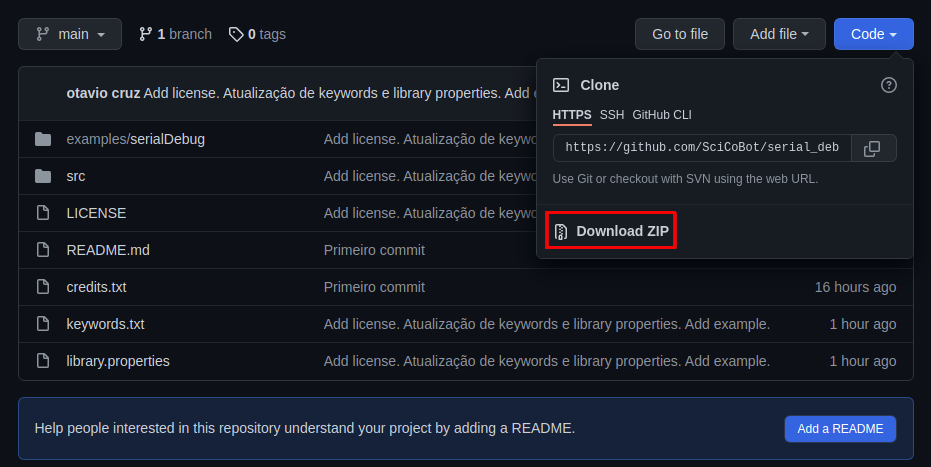 main
1 branch
0 tags
Go to file
Add file
Code
otavio cruz Add license. Atualização de keywords e library properties. Add
Clone
HTTPS SSH GitHub CLI
https://github.com/SciCoBot/serial_deb
Use Git or checkout with SVN using the web URL.
Download ZIP
examples/serialDebug
Add license. Atualização de keywo
src
Add license. Atualização de keywo
LICENSE
Add license. Atualização de keywo
README.md
Primeiro commit
credits.txt
Primeiro commit
16 hours ago
keywords.txt
Add license. Atualização de keywords e library properties. Add example.
1 hour ago
library.properties
Add license. Atualização de keywords e library properties. Add example.
1 hour ago
Help people interested in this repository understand your project by adding a README.
Add a README